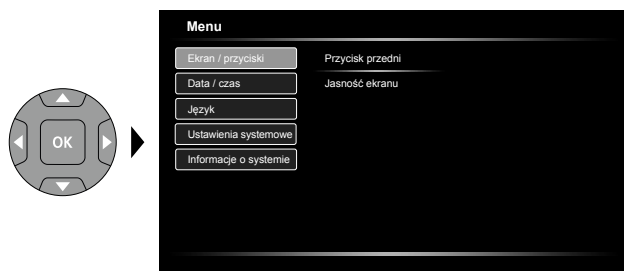 Menu
Ekran / przyciski
Przycisk przedni
Data / czas
Jasność ekranu
Język
Ustawienia systemowe
Informacje o systemie
OK